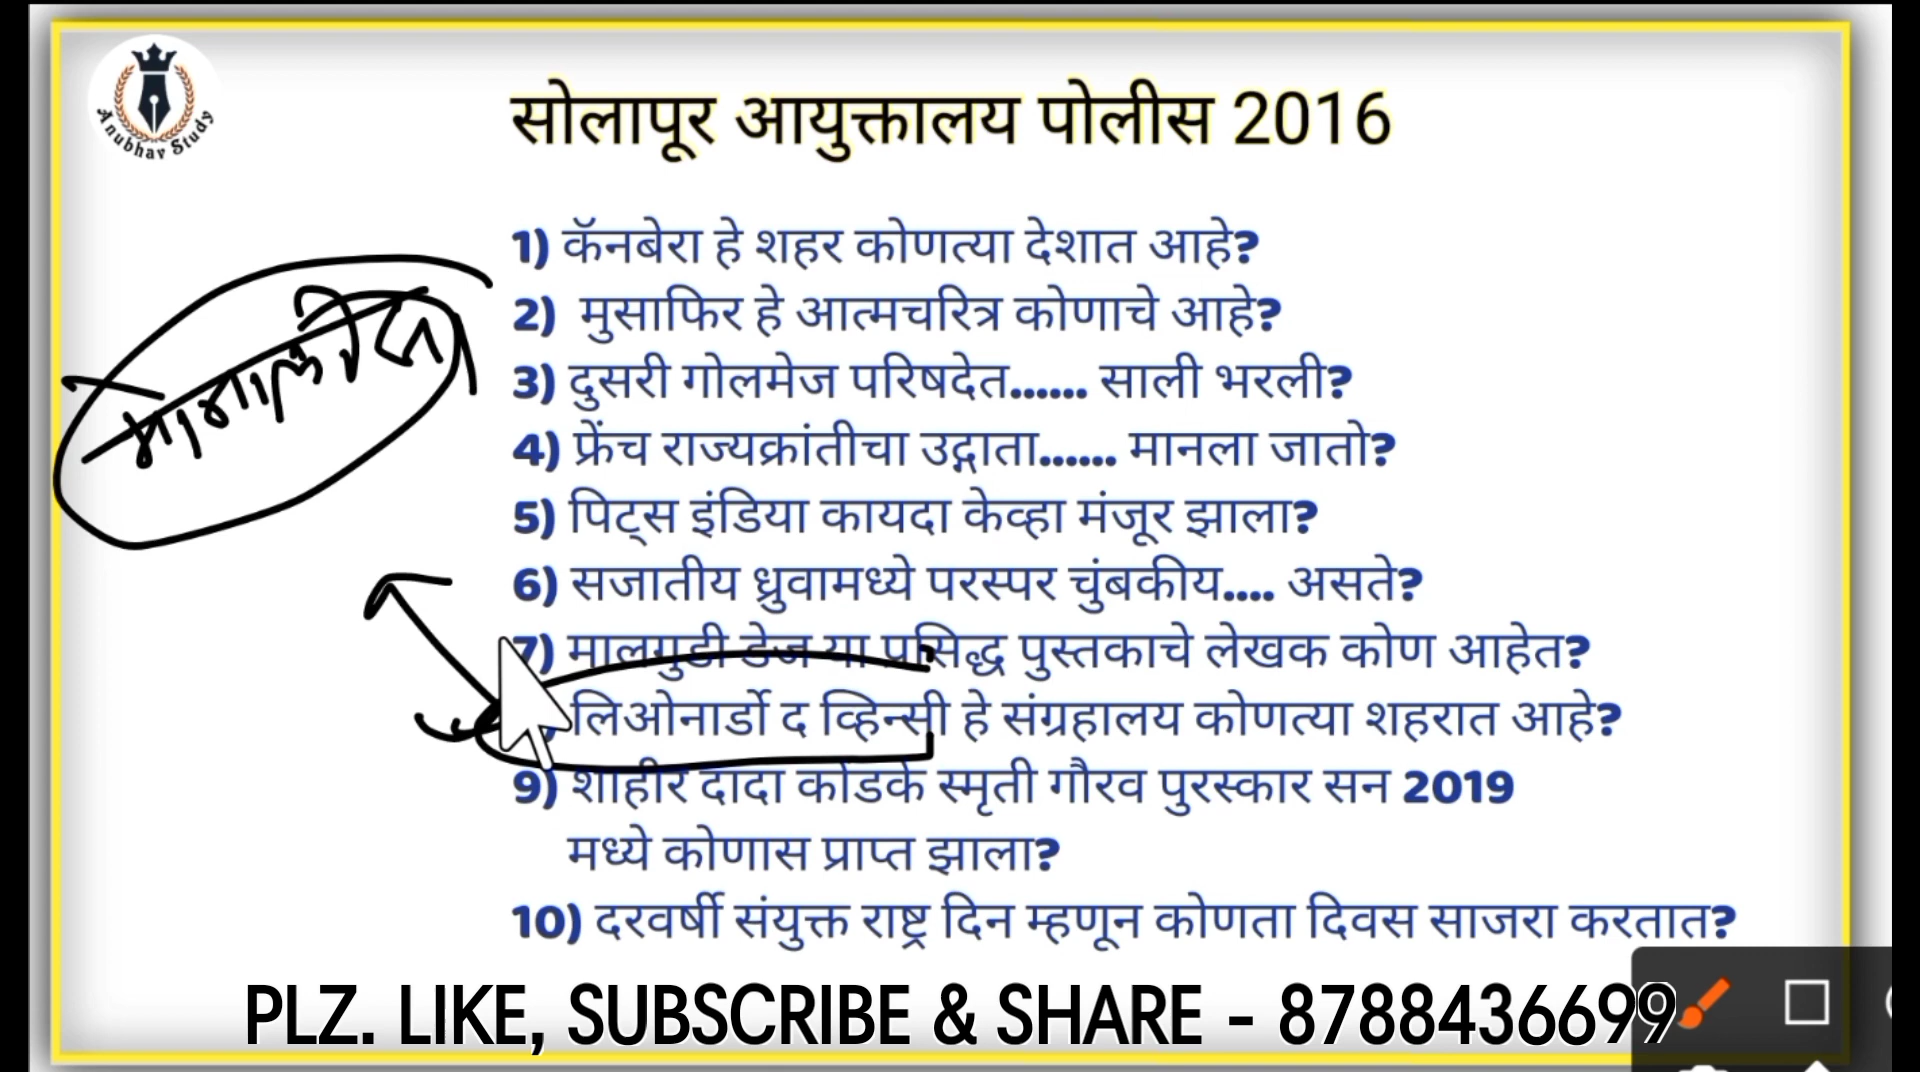 Anubhav Study
सोलापूर आयुक्तालय पोलीस 2016
1) कॅनबेरा हे शहर कोणत्या देशात आहे?
2) मुसाफिर हे आत्मचरित्र कोणाचे आहे?
3) दुसरी गोलमेज परिषदेत...... साली भरली?
4) फ्रेंच राज्यक्रांतीचा उद्गाता...... मानला जातो?
5) पिट्स इंडिया कायदा केव्हा मंजूर झाला?
6) सजातीय ध्रुवामध्ये परस्पर चुंबकीय.... असते?
7) मालगुडी डेज या प्रसिद्ध पुस्तकाचे लेखक कोण आहेत?
लिओनार्डो द व्हिन्सी हे संग्रहालय कोणत्या शहरात आहे?
9) शाहीर दादा कोंडके स्मृती गौरव पुरस्कार सन 2019
मध्ये कोणास प्राप्त झाला?
10) दरवर्षी संयुक्त राष्ट्र दिन म्हणून कोणता दिवस साजरा करतात?
PLZ. LIKE, SUBSCRIBE & SHARE - 8788436699